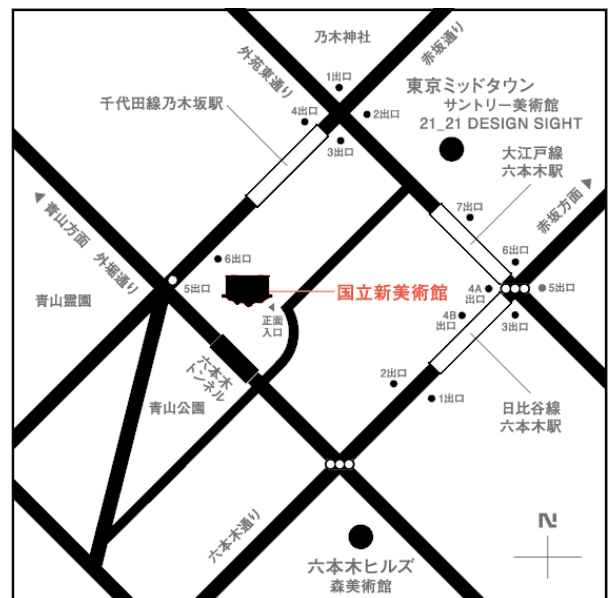 乃木神社
外苑東通り
赤坂通り
1出口
千代田線乃木坂駅
4出口
2出口
3出口
東京ミッドタウン
サントリー美術館
21_21 DESIGN SIGHT
大江戸線
六本木駅
赤坂方面
7出口
青山方面
外堀通り
6出口
6出口
5出口
国立新美術館
4A
出口
5出口
青山霊園
正面
入口
4B
出口
3出口
六本木
トンネル
青山公園
2出口
1出口
日比谷線
六本木駅
六本木通り
N
六本木ヒルズ
森美術館